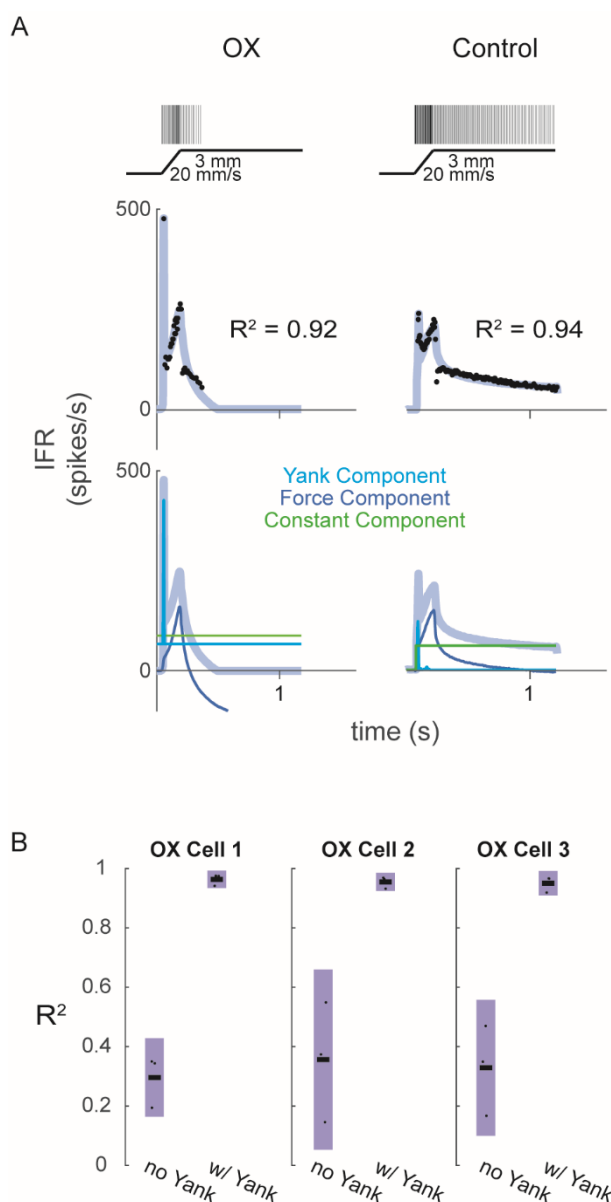 A
OX Control
3 mm
20 mm/s
3 mm
20 mm/s
500
R² = 0.92 R² = 0.94
0
IFR
(spikes/s)
500
Yank Component
Force Component
Constant Component
0
1 1
time (s)
B
OX Cell 1 OX Cell 2 OX Cell 3
1
0.8
0.6
R²
0.4
0.2
0
no Yank w/ Yank no Yank w/ Yank no Yank w/ Yank